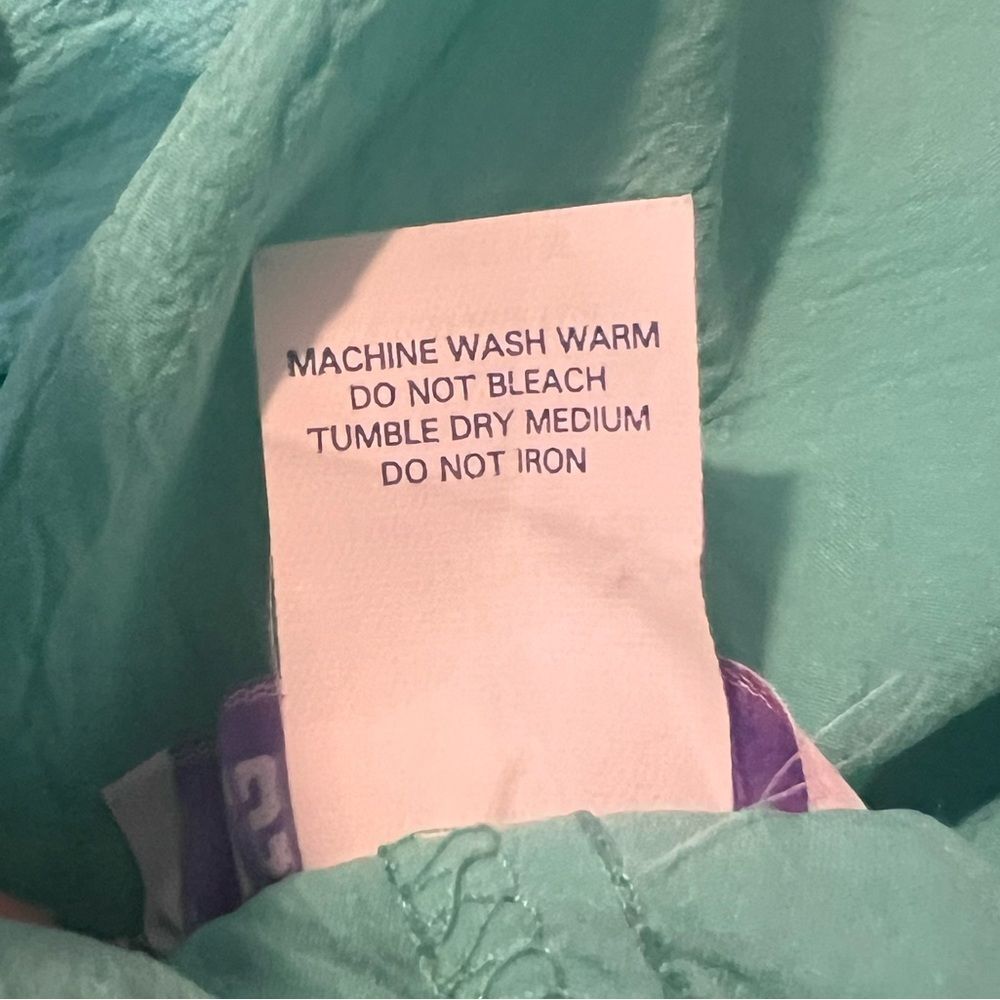 MACHINE WASH WARM
DO NOT BLEACH
TUMBLE DRY MEDIUM
DO NOT IRON